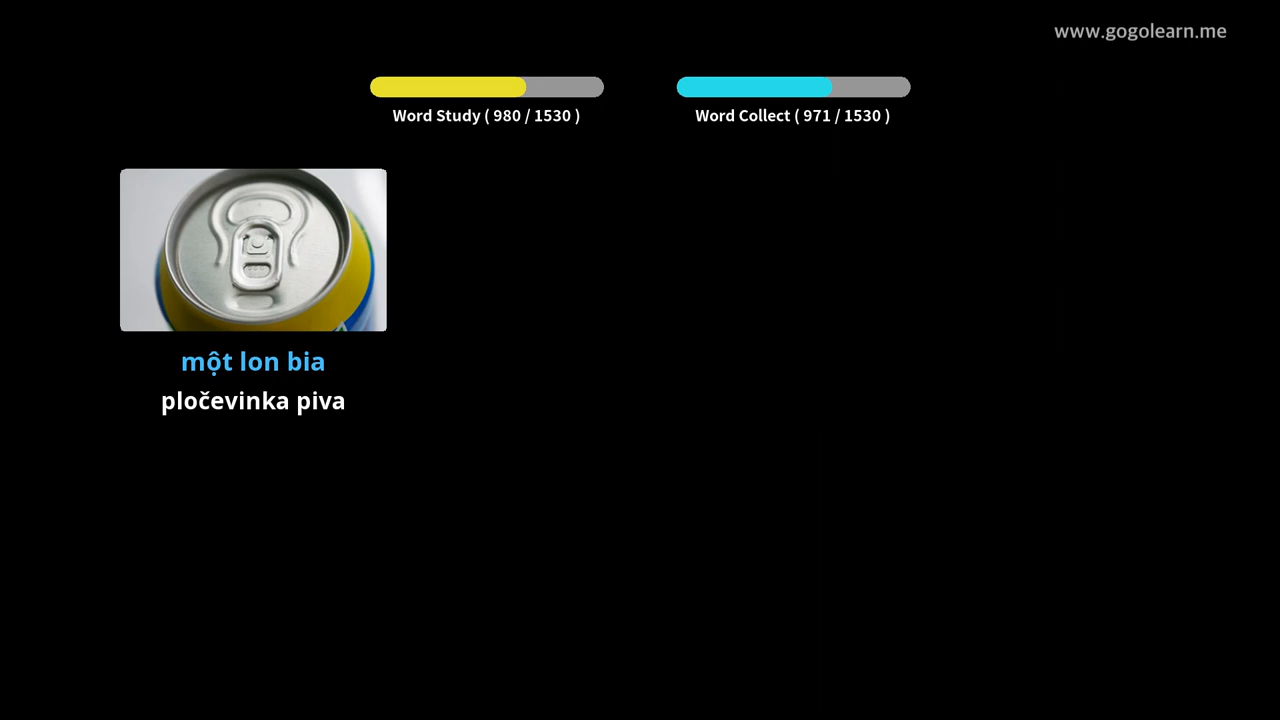 www.gogolearn.me
Word Study ( 980 / 1530 )
Word Collect ( 971 / 1530 )
một lon bia
pločevinka piva